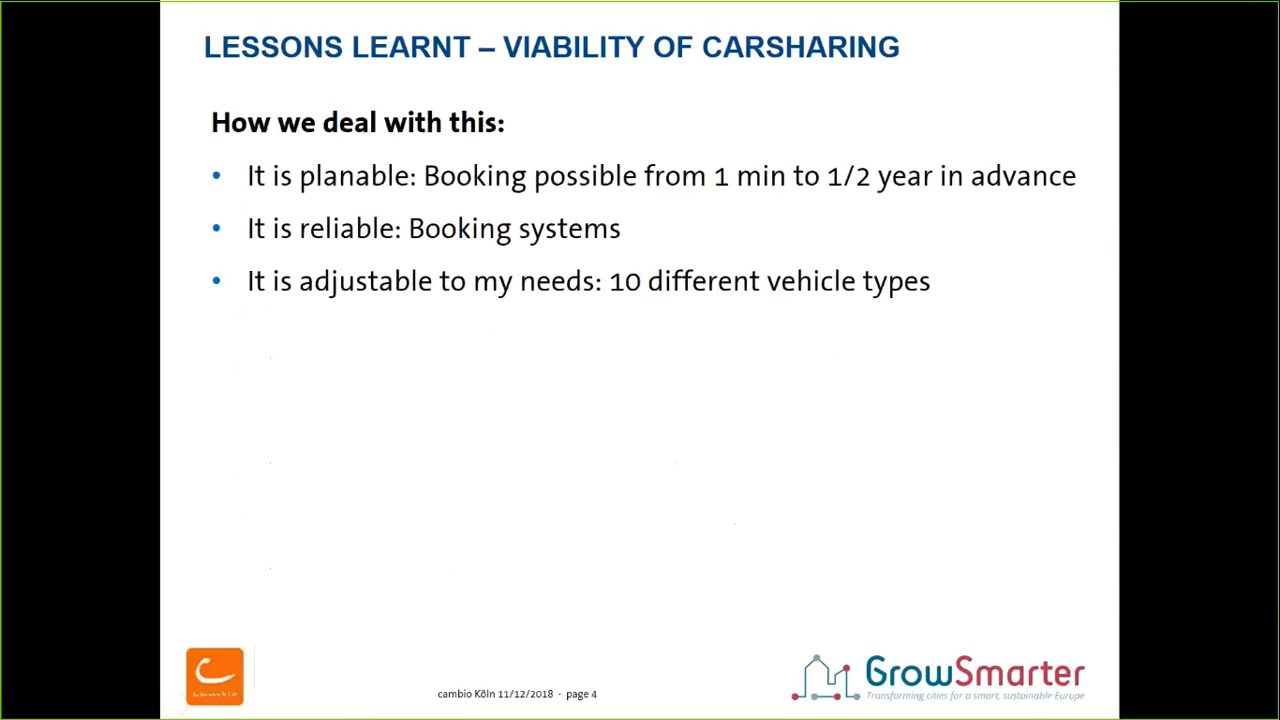 LESSONS LEARNT – VIABILITY OF CARSHARING
How we deal with this:
• It is planable: Booking possible from 1 min to 1/2 year in advance
• It is reliable: Booking systems
• It is adjustable to my needs: 10 different vehicle types
cambio Köln 11/12/2018 - page 4
GrowSmarter
Transforming cities for a smart, sustainable Europe